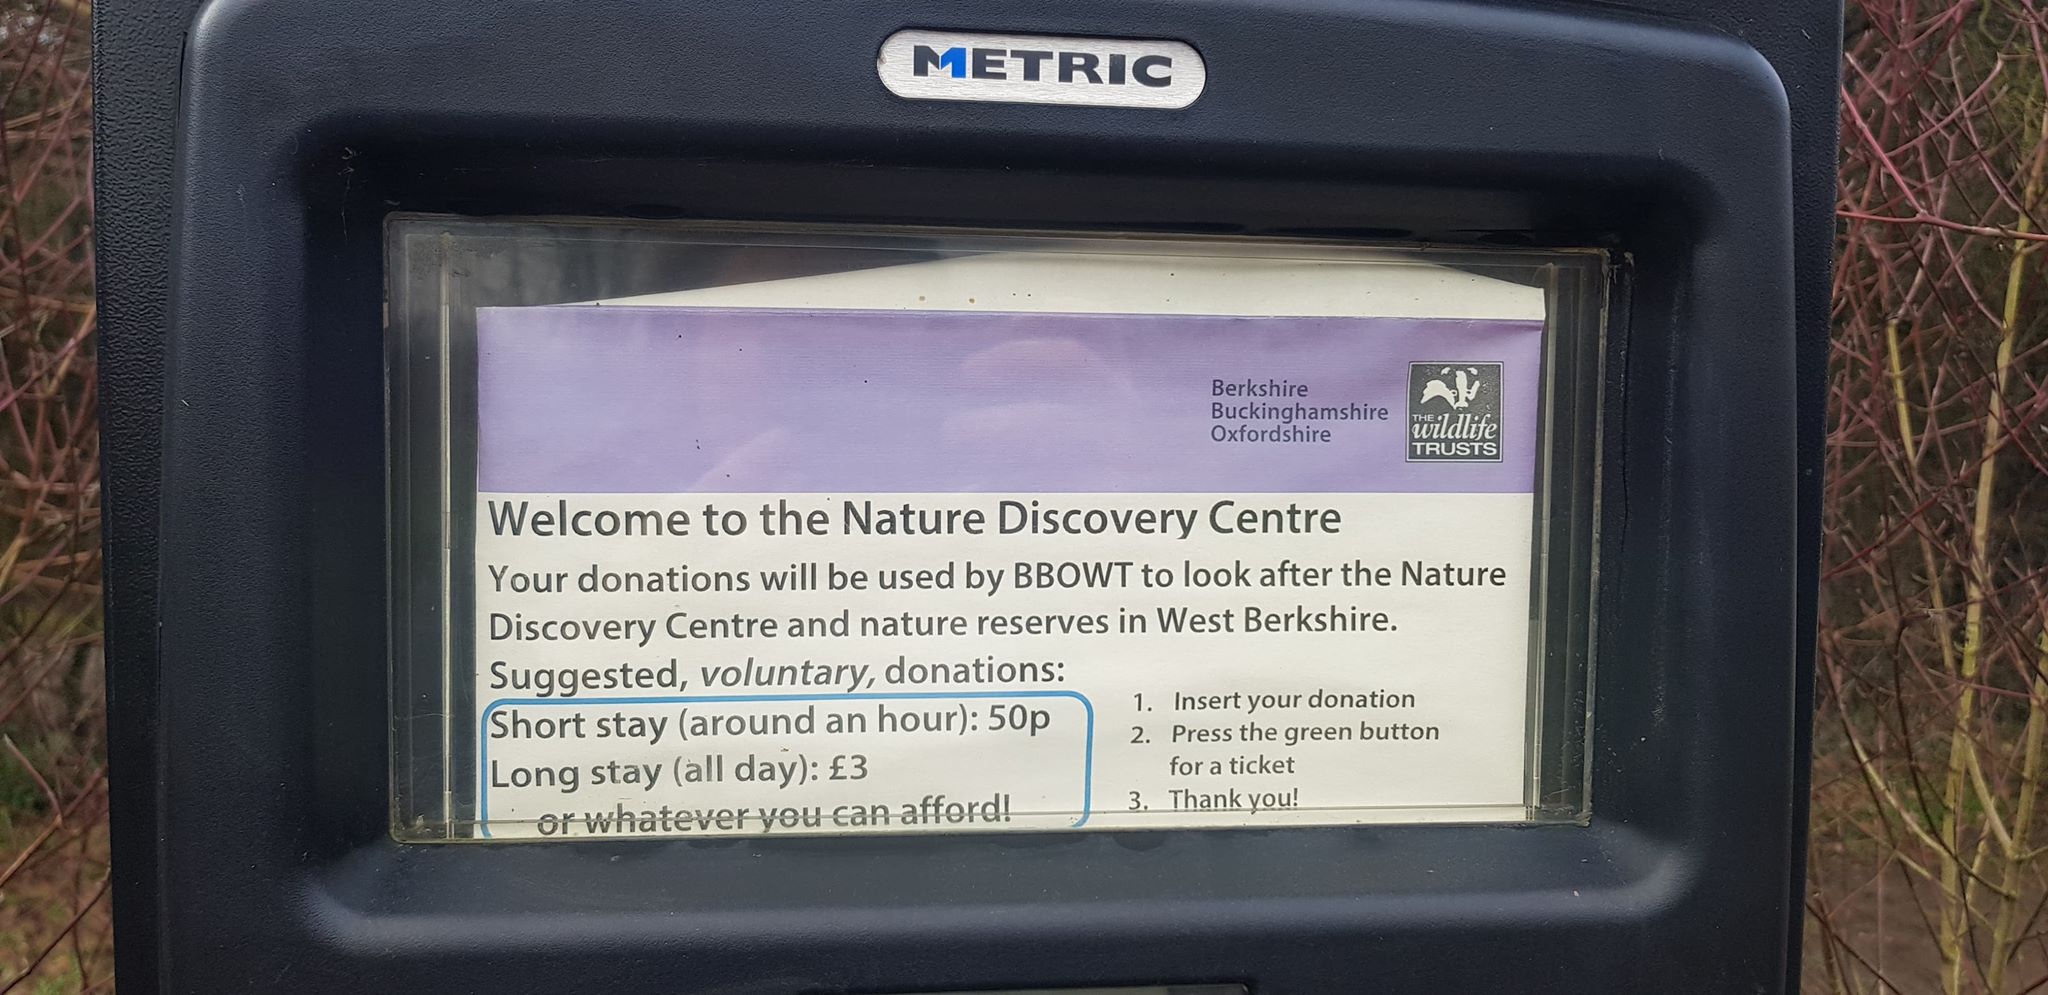 METRIC
Berkshire
Buckinghamshire
Oxfordshire
THE
wildlife
TRUSTS
Welcome to the Nature Discovery Centre
Your donations will be used by BBOWT to look after the Nature
Discovery Centre and nature reserves in West Berkshire.
Suggested, voluntary, donations:
Short stay (around an hour): 50p
Long stay (all day): £3
or whatever you can afford!
1. Insert your donation
2. Press the green button
for a ticket
3. Thank you!